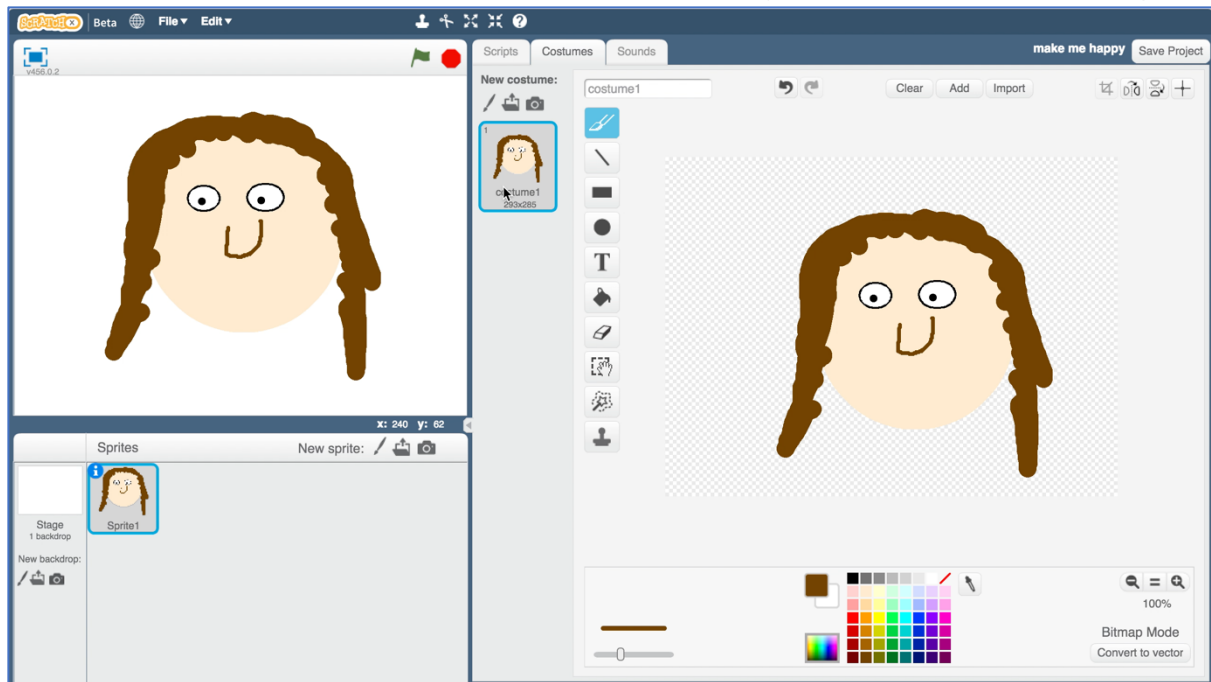 SCRATCHX Beta File▾ Edit▾
v456.0.2
Scripts Costumes Sounds
make me happy Save Project
New costume:
costume1
Clear Add Import
1
costume1
293x285
T
x: 240 y: 62
Sprites New sprite:
Stage
1 backdrop
Sprite1
New backdrop:
100%
Bitmap Mode
Convert to vector